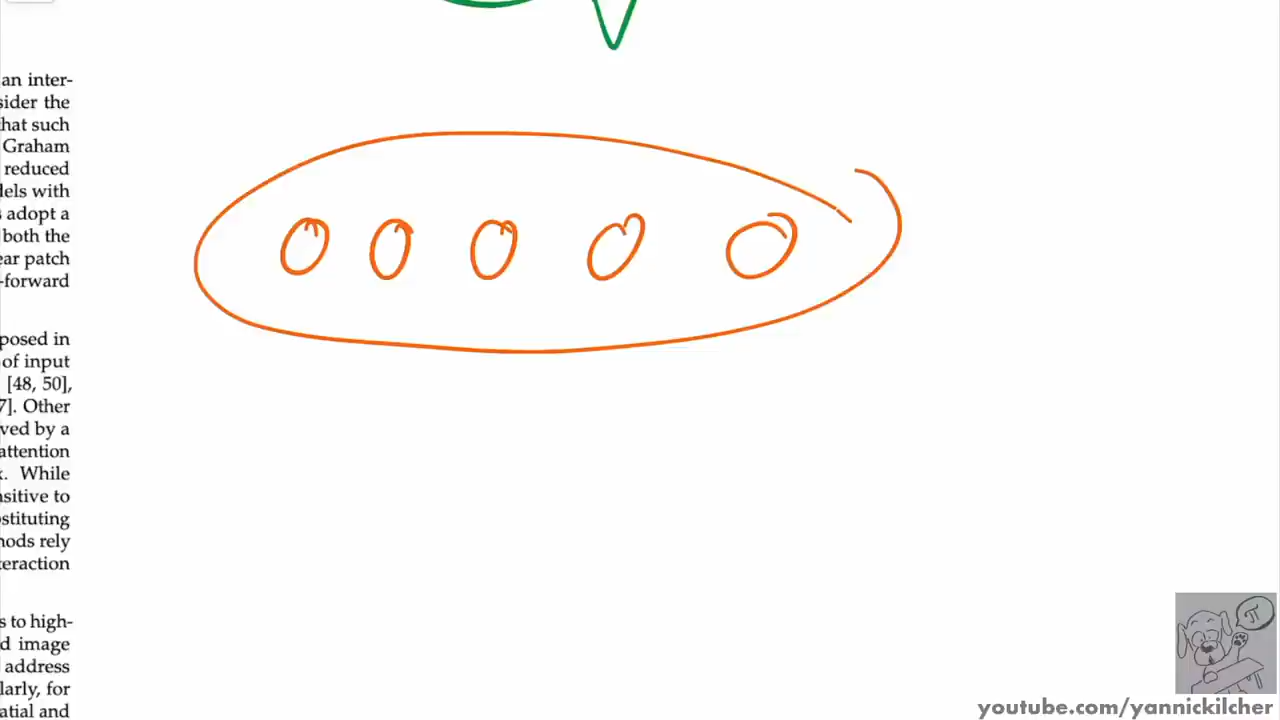 an inter-
sider the
that such
Graham
reduced
dels with
s adopt a
both the
ear patch
-forward
posed in
of input
[48, 50],
7]. Other
ved by a
attention
x. While
nsitive to
ostituting
hods rely
teraction
s to high-
d image
address
larly, for
atial and
π
youtube.com/yannickilcher